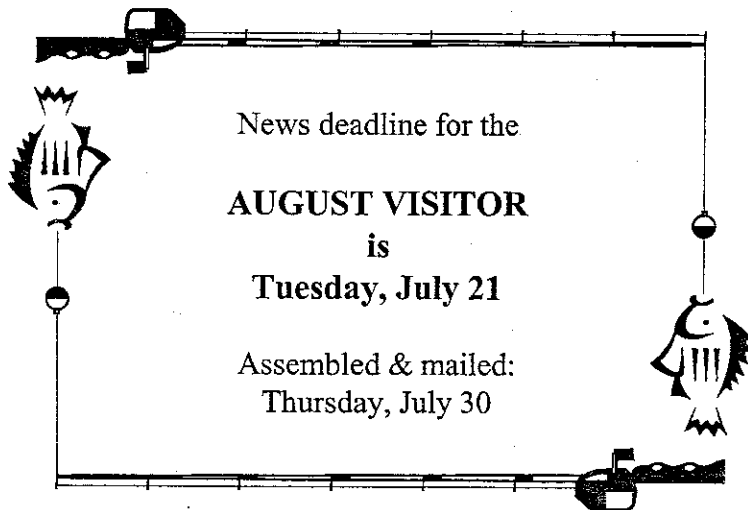 News deadline for the
AUGUST VISITOR
is
Tuesday, July 21
Assembled & mailed:
Thursday, July 30